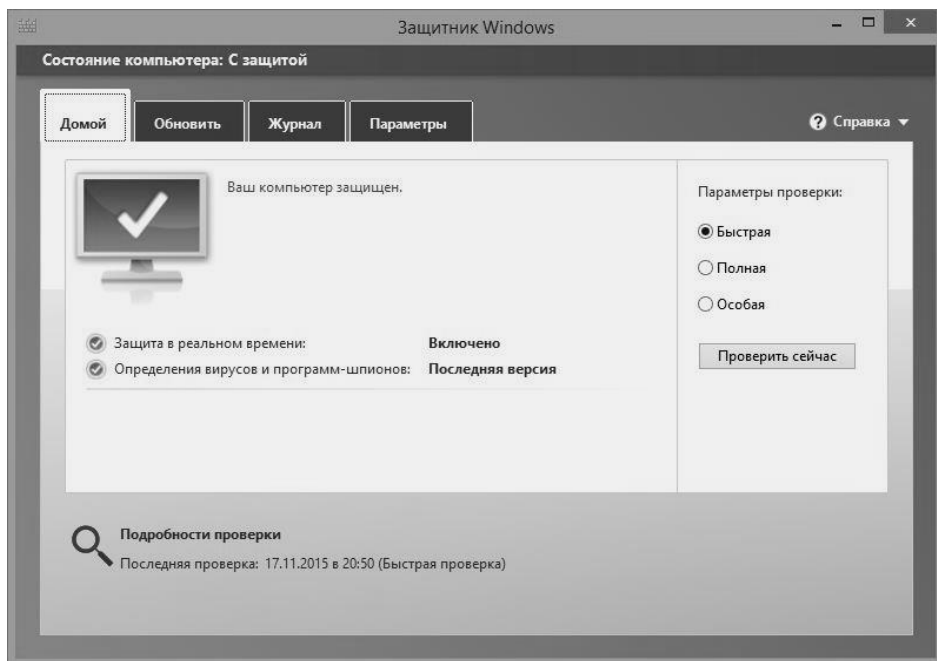 Защитник Windows
Состояние компьютера: С защитой
Домой
Обновить
Журнал
Параметры
Справка
Ваш компьютер защищен.
Параметры проверки:
Быстрая
Полная
Особая
Проверить сейчас
Защита в реальном времени: Включено
Определения вирусов и программ-шпионов: Последняя версия
Подробности проверки
Последняя проверка: 17.11.2015 в 20:50 (Быстрая проверка)